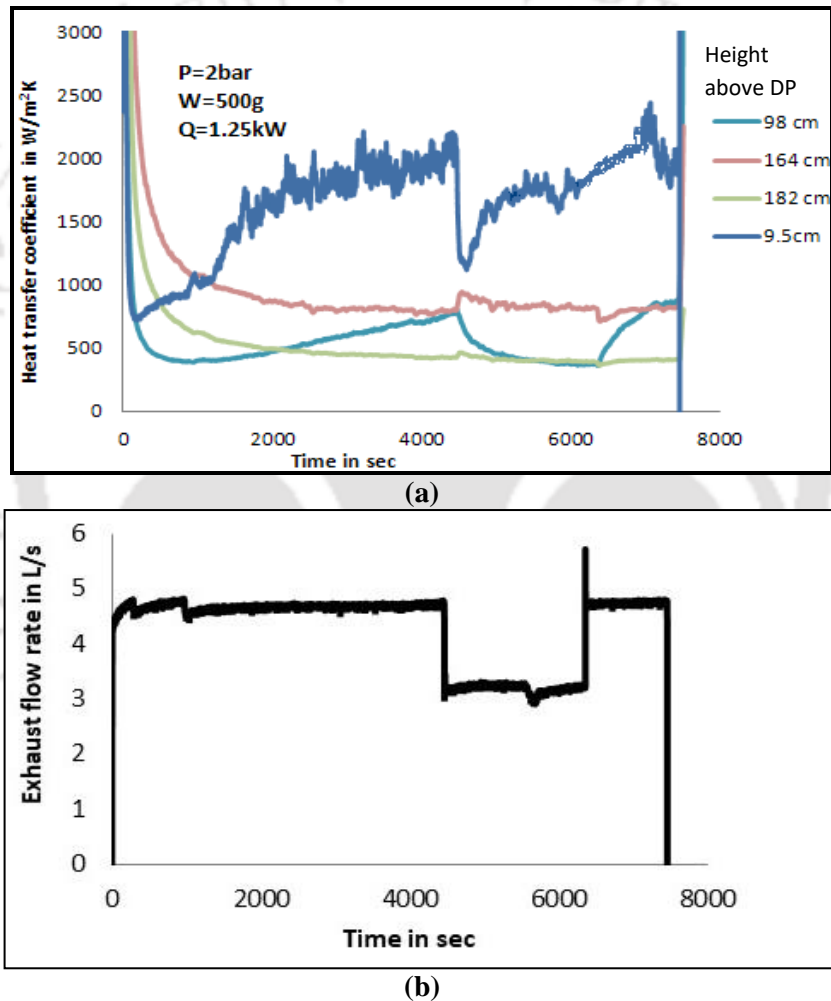 3000
2500
2000
1500
1000
500
0
Heat transfer coefficient in W/m²K
P=2bar
W=500g
Q=1.25kW
Height
above DP
98 cm
164 cm
182 cm
9.5cm
0
2000
4000
6000
8000
Time in sec
(a)
6
5
4
3
2
1
0
Exhaust flow rate in L/s
0
2000
4000
6000
8000
Time in sec
(b)